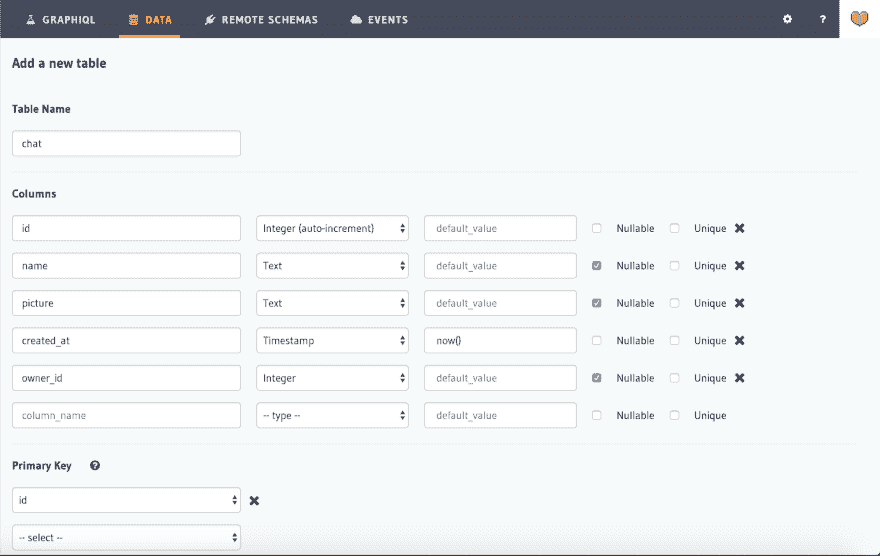 GRAPHIQL DATA REMOTE SCHEMAS EVENTS ?
Add a new table
Table Name
chat
Columns
id Integer (auto-increment) default_value Nullable Unique
name Text default_value Nullable Unique
picture Text default_value Nullable Unique
created_at Timestamp now() Nullable Unique
owner_id Integer default_value Nullable Unique
column_name -- type -- default_value Nullable Unique
Primary Key ?
id
-- select --